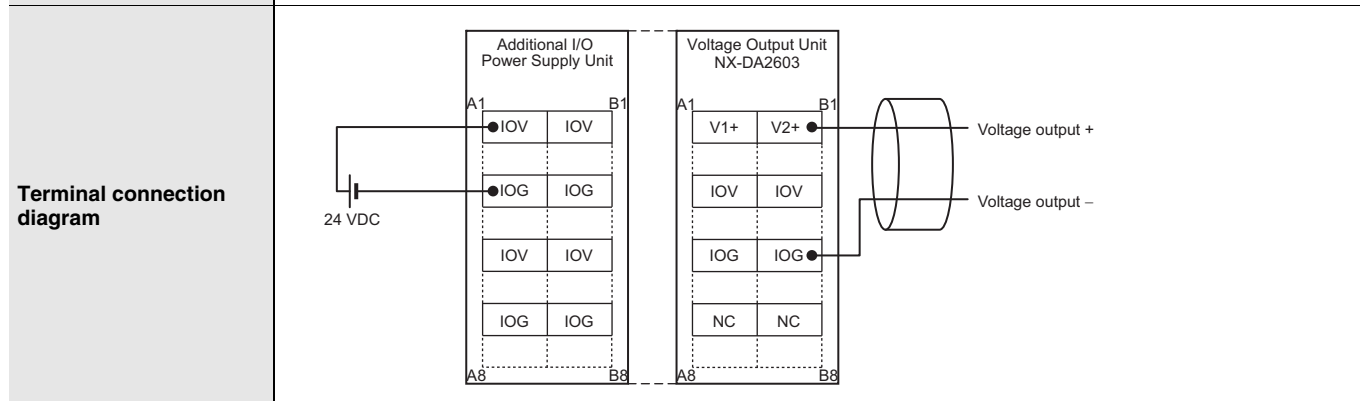 Terminal connection
diagram
Additional I/O
Power Supply Unit
A1 B1
IOV IOV
IOG IOG
IOV IOV
IOG IOG
A8 B8
24 VDC
Voltage Output Unit
NX-DA2603
A1 B1
V1+ V2+
IOV IOV
IOG IOG
NC NC
A8 B8
Voltage output +
Voltage output −